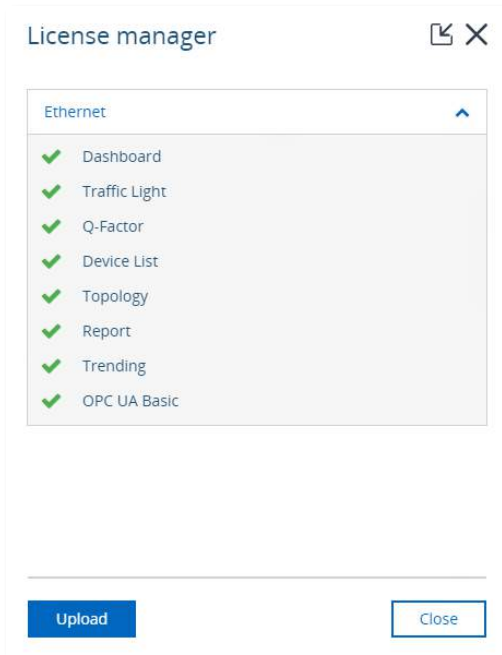 License manager
Ethernet
Dashboard
Traffic Light
Q-Factor
Device List
Topology
Report
Trending
OPC UA Basic
Upload
Close